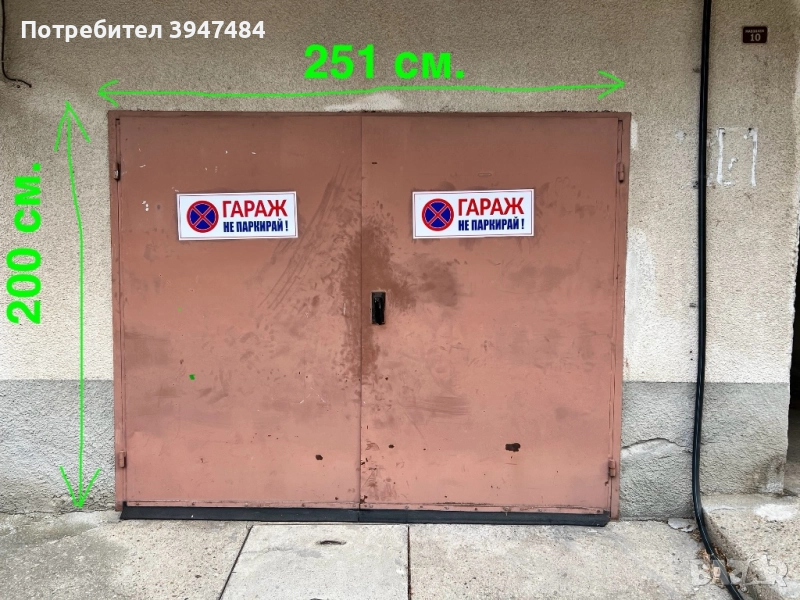 Потребител 3947484
251 см.
200 см.
ГАРАЖ
НЕ ПАРКИРАЙ!
ГАРАЖ
НЕ ПАРКИРАЙ!
10